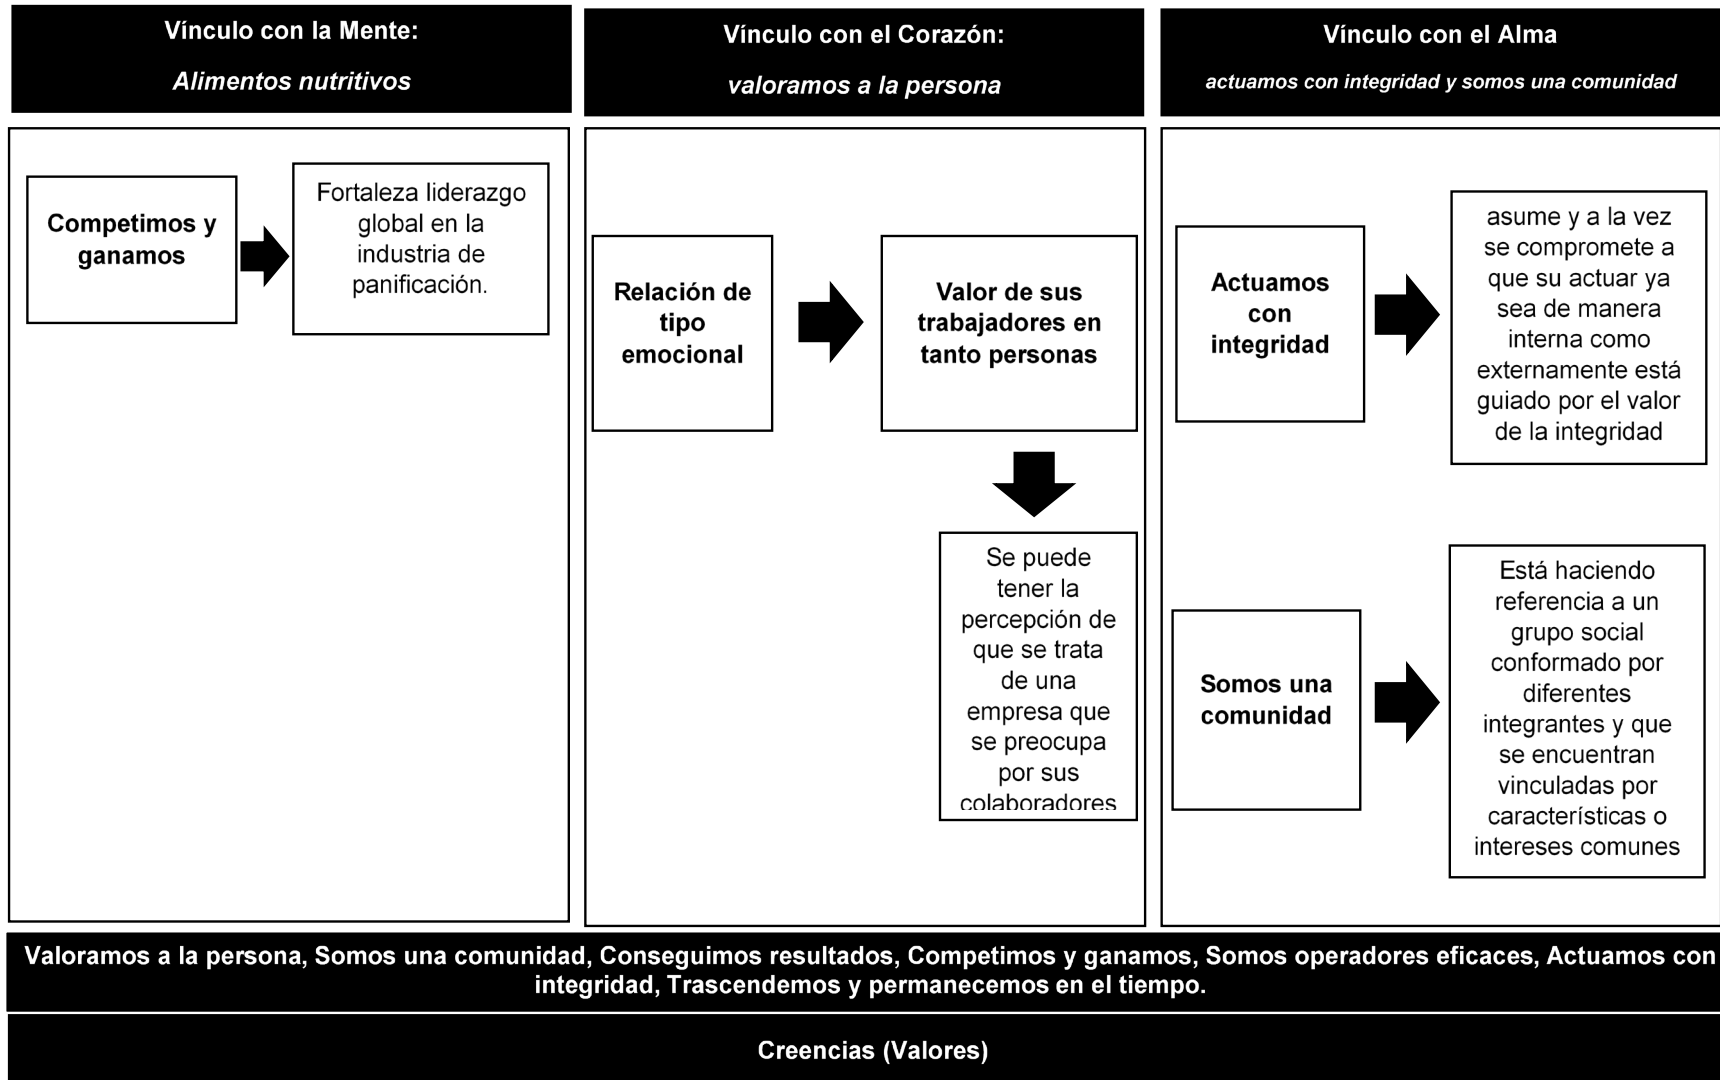 Vínculo con la Mente:
Alimentos nutritivos
Competimos y
ganamos
Fortaleza liderazgo
global en la
industria de
panificación.
Vínculo con el Corazón:
valoramos a la persona
Relación de
tipo
emocional
Valor de sus
trabajadores en
tanto personas
Se puede
tener la
percepción de
que se trata
de una
empresa que
se preocupa
por sus
colaboradores
Vínculo con el Alma
actuamos con integridad y somos una comunidad
Actuamos
con
integridad
asume y a la vez
se compromete a
que su actuar ya
sea de manera
interna como
externamente está
guiado por el valor
de la integridad
Somos una
comunidad
Está haciendo
referencia a un
grupo social
conformado por
diferentes
integrantes y que
se encuentran
vinculadas por
características o
intereses comunes
Valoramos a la persona, Somos una comunidad, Conseguimos resultados, Competimos y ganamos, Somos operadores eficaces, Actuamos con
integridad, Trascendemos y permanecemos en el tiempo.
Creencias (Valores)